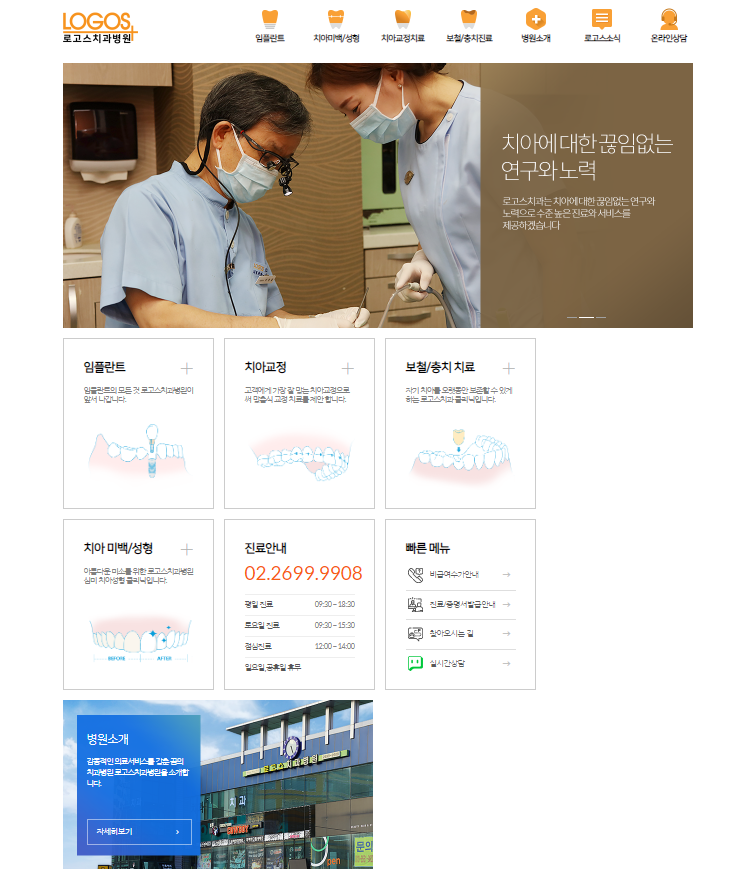 LOGOS
로고스치과병원
임플란트
치아미백/성형
치아교정치료
보철/충치진료
병원소개
로고스소식
온라인상담
치아에 대한 끊임없는
연구와 노력
로고스치과는 치아에 대한 끊임없는 연구와
노력으로 수준 높은 진료와 서비스를
제공하겠습니다
임플란트
임플란트의 모든 것 로고스치과병원이
앞서 나갑니다.
치아교정
고객에게 가장 잘 맞는 치아교정으로
써 맞춤식 교정 치료를 제안 합니다.
보철/충치 치료
자기 치아를 오랫동안 보존할 수 있게
하는 로고스치과 클리닉입니다.
치아 미백/성형
아름다운 미소를 위한 로고스치과병원
심미 치아성형 클리닉입니다.
BEFORE
AFTER
진료안내
02.2699.9908
평일 진료 09:30 ~ 18:30
토요일 진료 09:30 ~ 15:30
점심진료 12:00 ~ 14:00
일요일,공휴일 휴무
빠른 메뉴
비급여수가안내
진료/증명서발급안내
찾아오시는 길
실시간상담
병원소개
감동적인 의료서비스를 갖춘 꿈의
치과병원 로고스치과병원을 소개합
니다.
자세히보기
로고스치과병원
치과
문의